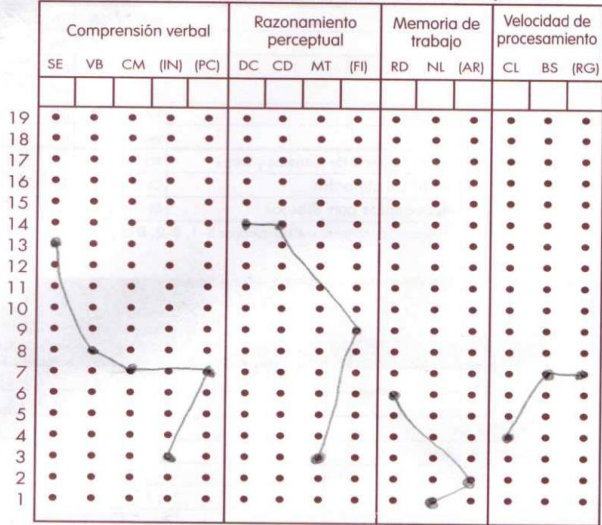 Comprensión verbal
Razonamiento
perceptual
Memoria de
trabajo
Velocidad de
procesamiento
SE VB CM (IN) (PC) DC CD MT (FI) RD NL (AR) CL BS (RG)
19
18
17
16
15
14
13
12
11
10
9
8
7
6
5
4
3
2
1